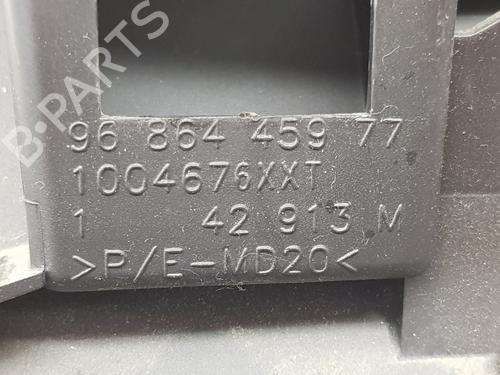 B-PARTS
96 864 459 77
1004676XXT
1 42 913 M
>P/E-MD20<